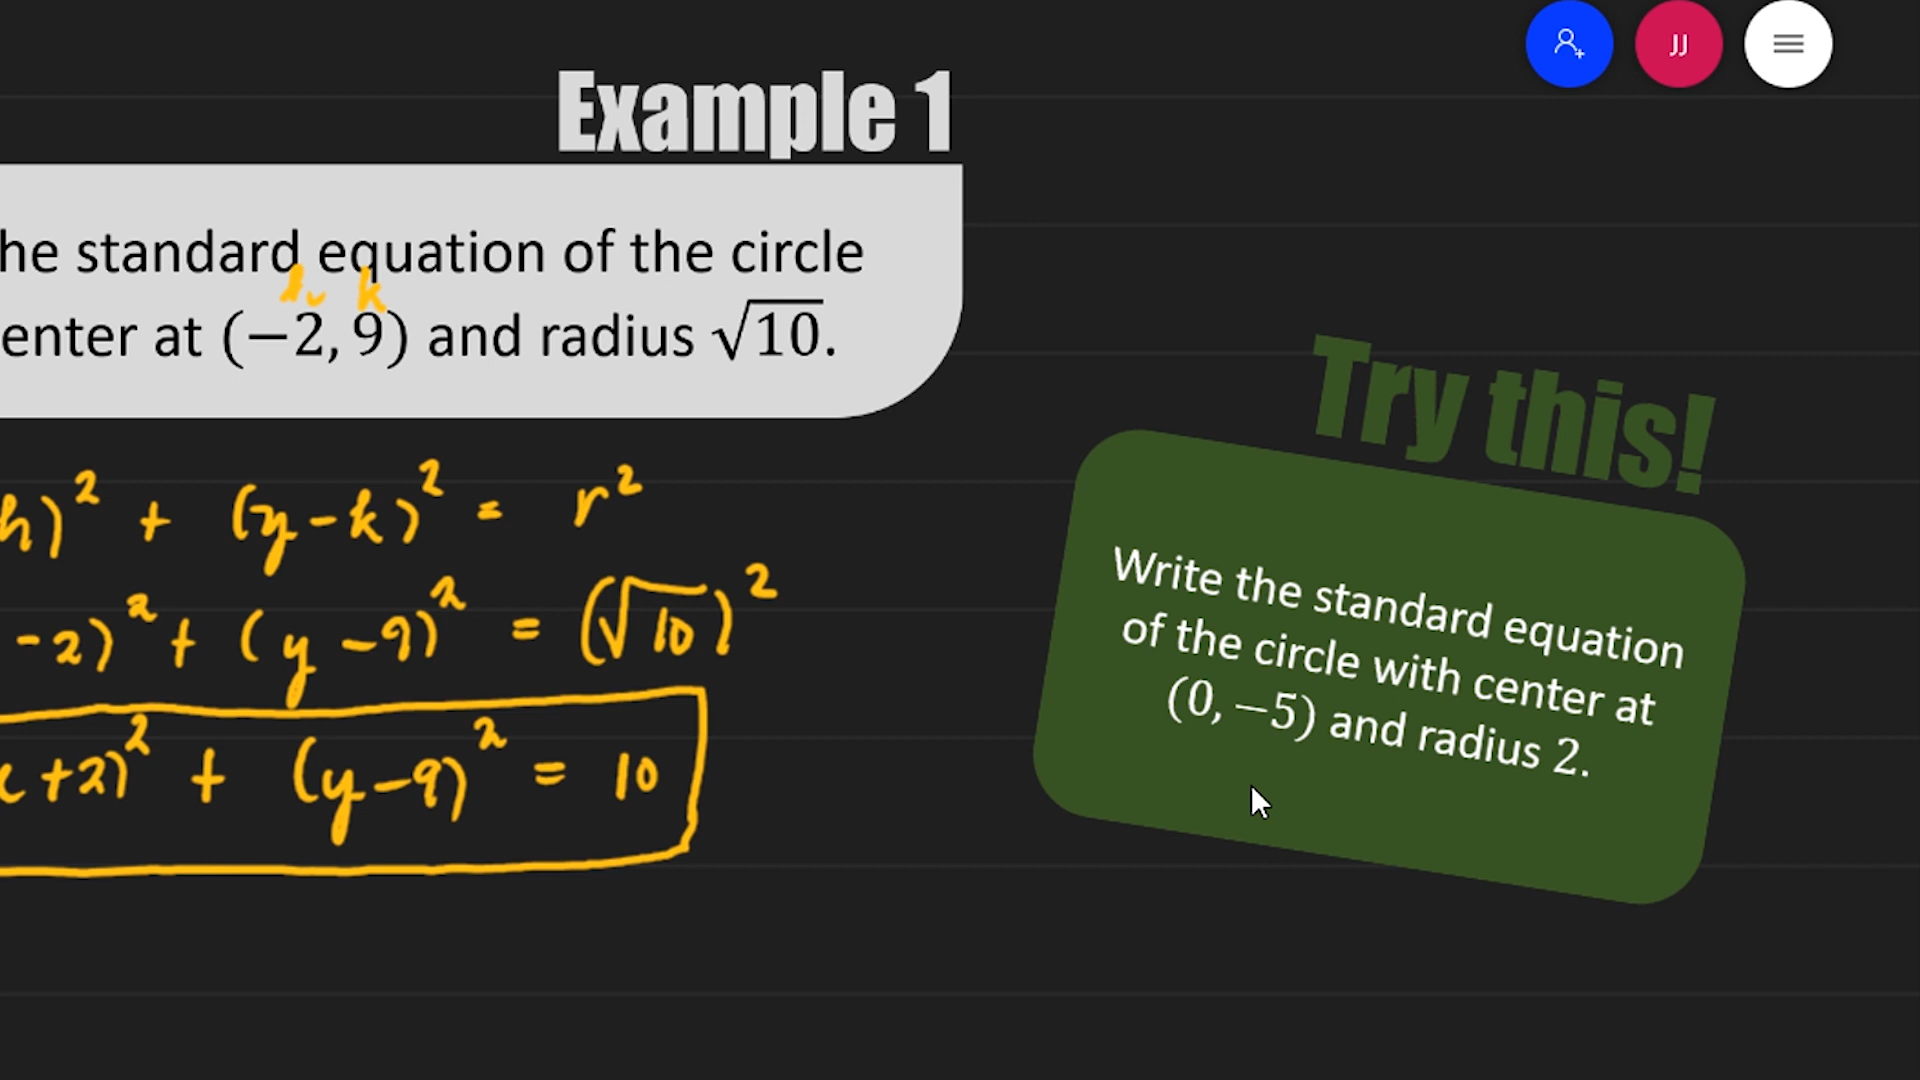 JJ
Example 1
he standard equation of the circle
h k
enter at (−2, 9) and radius √10.
h)² + (y-k)² = r²
-2)² + (y-9)² = (√10)²
x+2)² + (y-9)² = 10
Try this!
Write the standard equation
of the circle with center at
(0, −5) and radius 2.